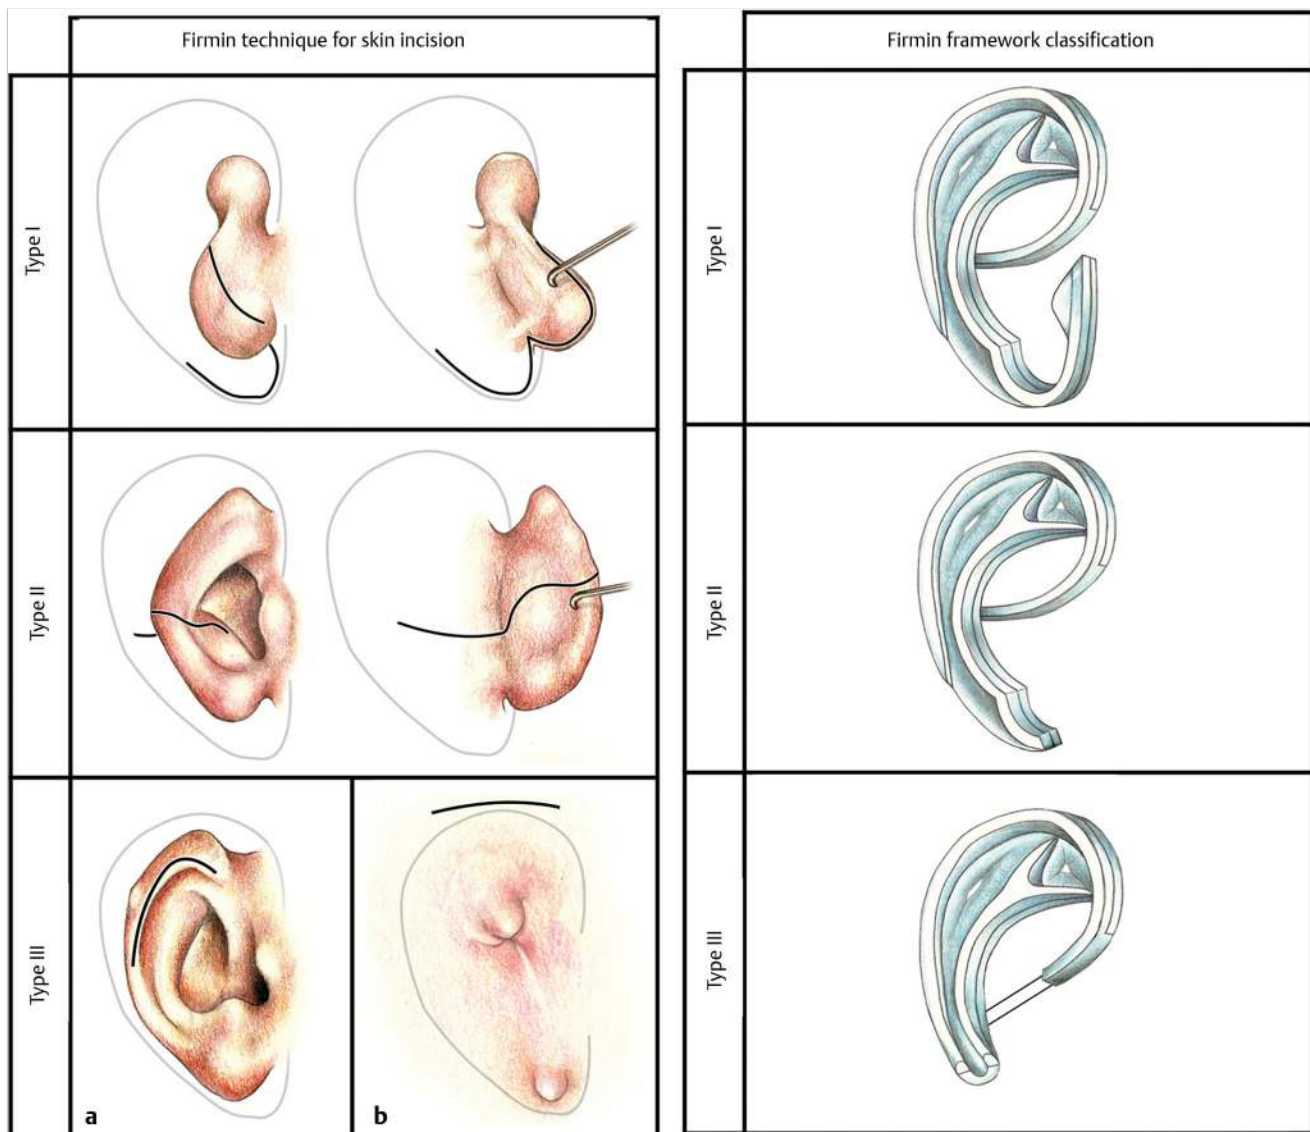 Firmin technique for skin incision
Type I
Type II
Type III
a
b
Firmin framework classification
Type I
Type II
Type III